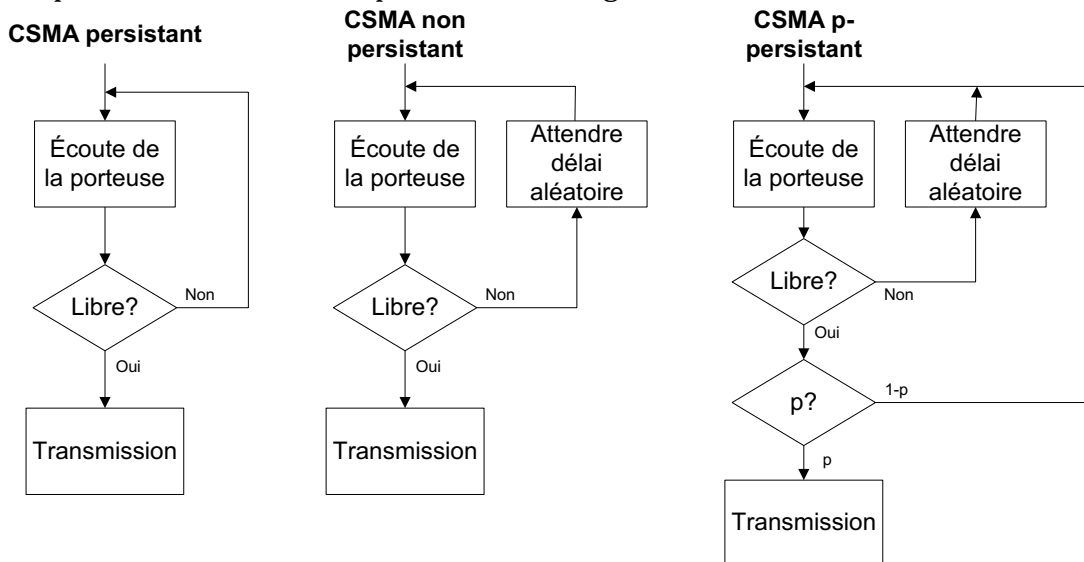 CSMA persistant
Écoute de
la porteuse
Libre?
Non
Oui
Transmission
CSMA non
persistant
Écoute de
la porteuse
Attendre
délai
aléatoire
Libre?
Non
Oui
Transmission
CSMA p-
persistant
Écoute de
la porteuse
Attendre
délai
aléatoire
Libre?
Non
Oui
p?
1-p
p
Transmission